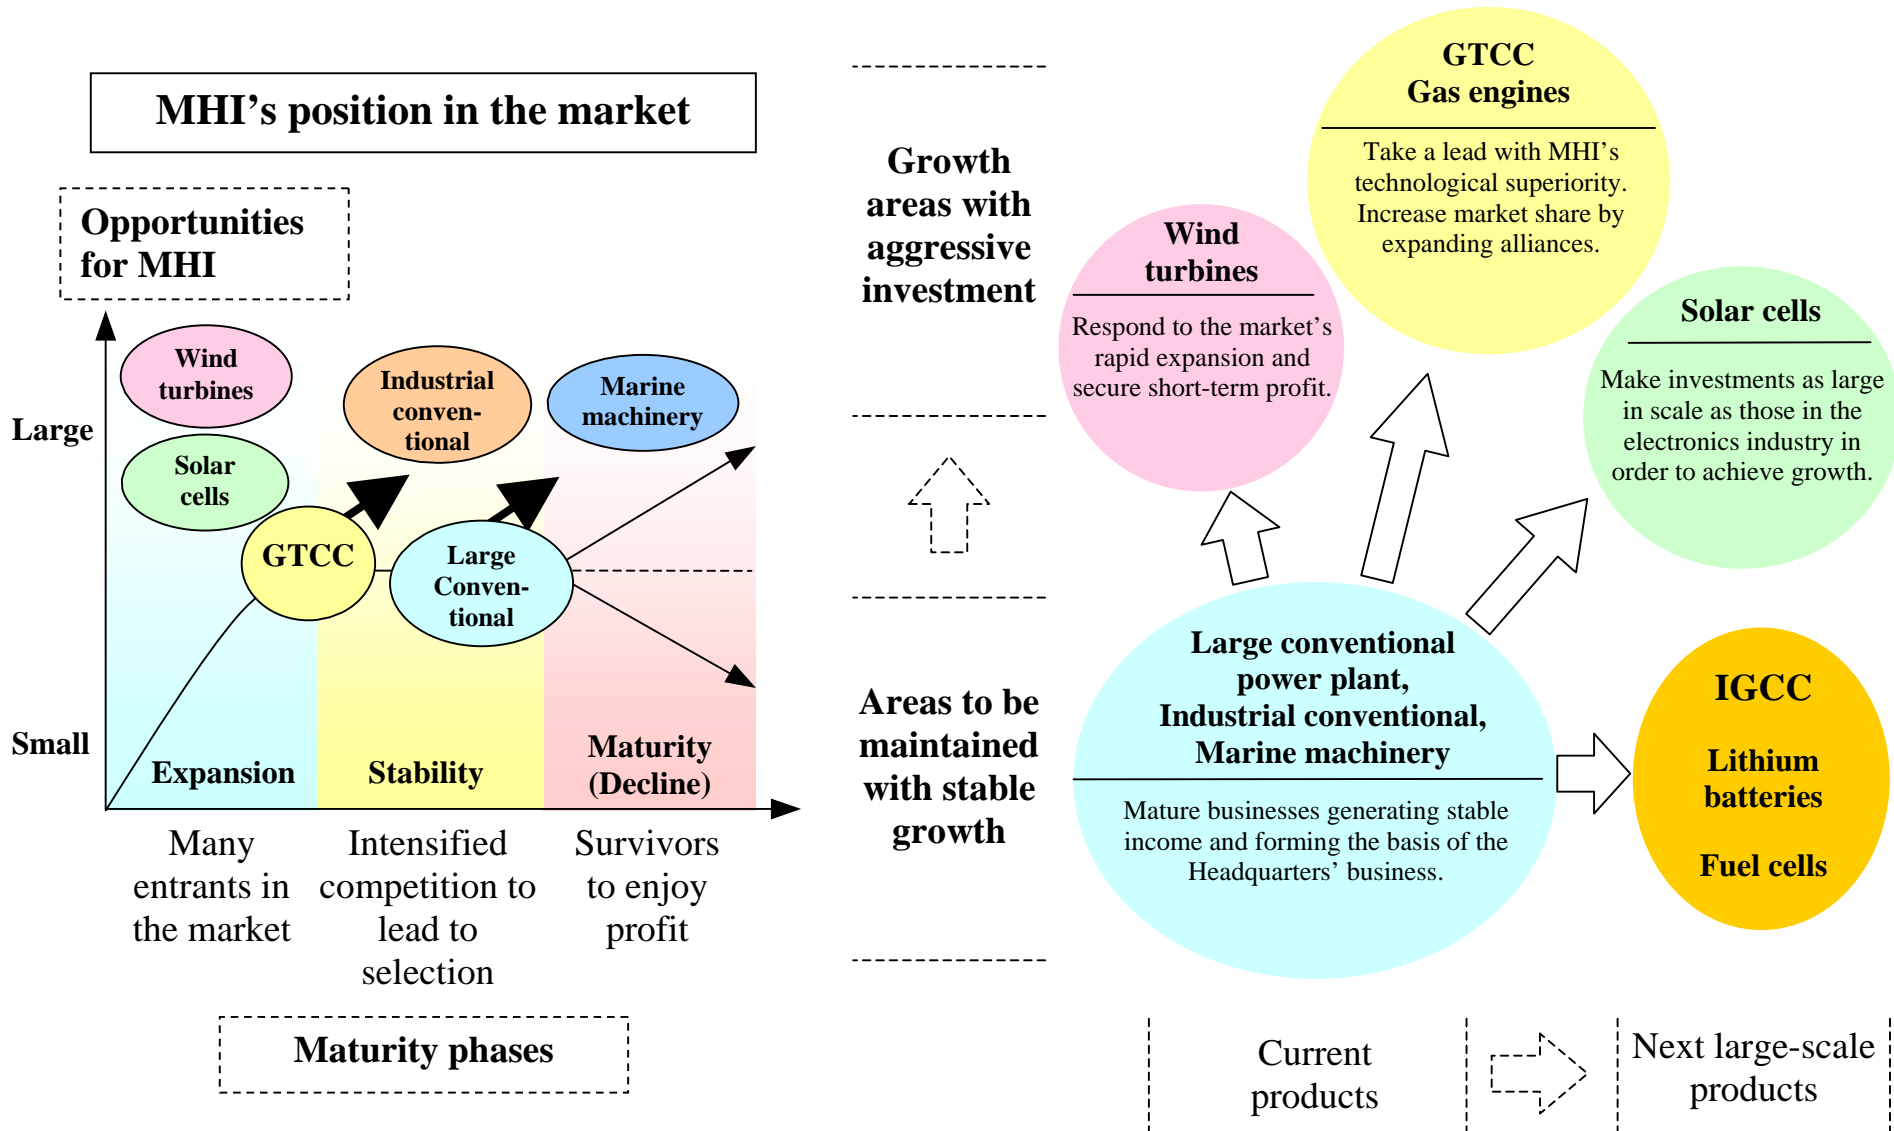 MHI’s position in the market
Opportunities
for MHI
Large
Small
Wind
turbines
Solar
cells
GTCC
Industrial
conven-
tional
Large
Conven-
tional
Marine
machinery
Expansion
Stability
Maturity
(Decline)
Many
entrants in
the market
Intensified
competition to
lead to
selection
Survivors
to enjoy
profit
Maturity phases
Growth
areas with
aggressive
investment
Areas to be
maintained
with stable
growth
Wind
turbines
Respond to the market’s
rapid expansion and
secure short-term profit.
GTCC
Gas engines
Take a lead with MHI’s
technological superiority.
Increase market share by
expanding alliances.
Solar cells
Make investments as large
in scale as those in the
electronics industry in
order to achieve growth.
Large conventional
power plant,
Industrial conventional,
Marine machinery
Mature businesses generating stable
income and forming the basis of the
Headquarters’ business.
IGCC
Lithium
batteries
Fuel cells
Current
products
Next large-scale
products